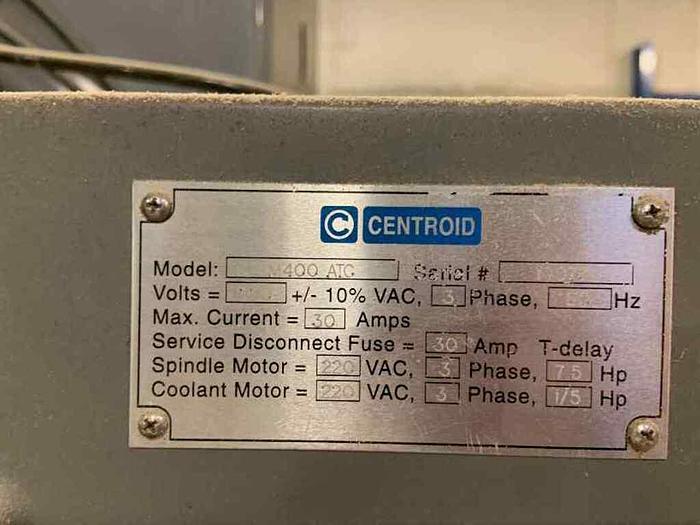 © CENTROID
Model: M400 ATC Serial #
Volts = +/- 10% VAC, 3 Phase, Hz
Max. Current = 30 Amps
Service Disconnect Fuse = 30 Amp T-delay
Spindle Motor = 220 VAC, 3 Phase, 7.5 Hp
Coolant Motor = 220 VAC, 3 Phase, 1/5 Hp